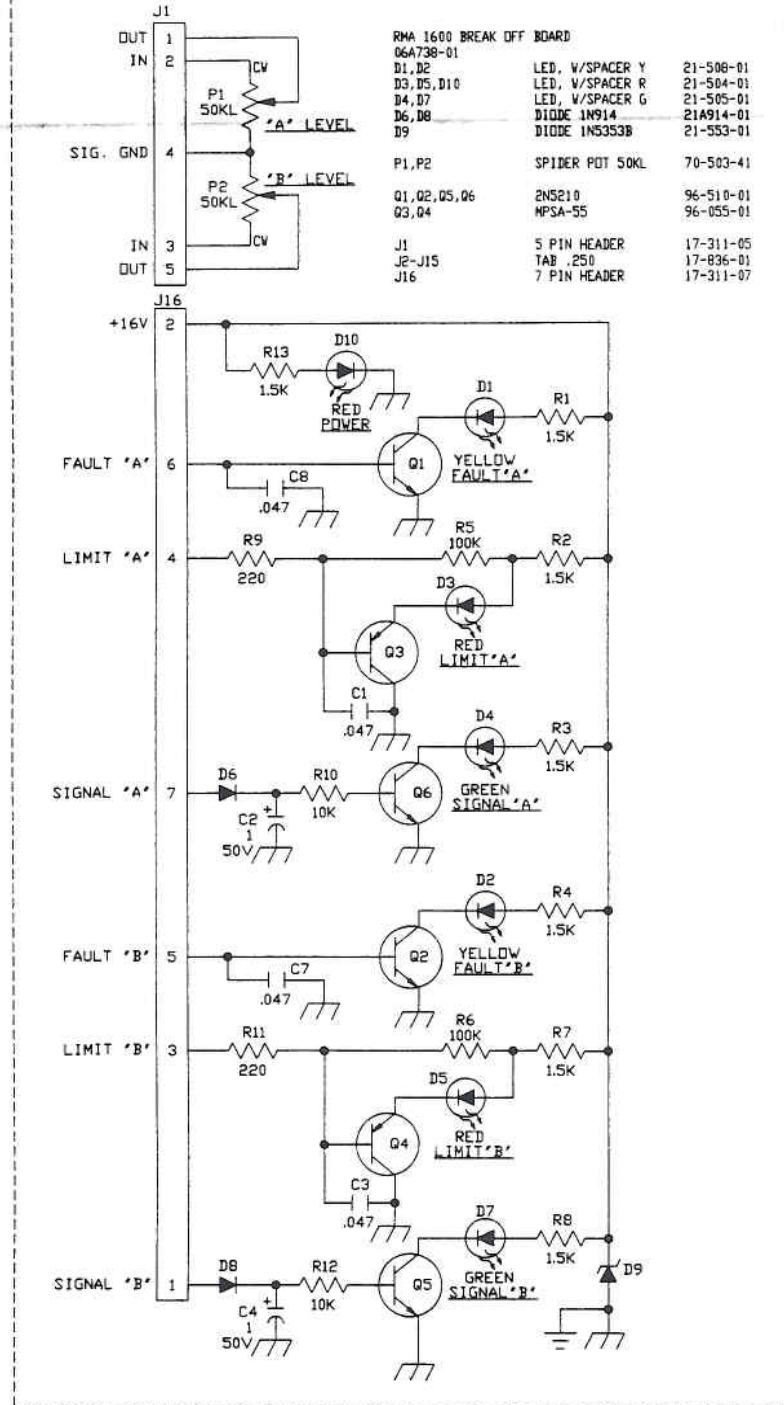 J1
OUT 1
IN 2
CW
P1
50KL
"A" LEVEL
SIG. GND 4
"B" LEVEL
P2
50KL
IN 3
CW
OUT 5
RMA 1600 BREAK OFF BOARD
06A738-01
D1,D2 LED, W/SPACER Y 21-508-01
D3,D5,D10 LED, W/SPACER R 21-504-01
D4,D7 LED, W/SPACER G 21-505-01
D6,D8 DIODE 1N914 21A914-01
D9 DIODE 1N5353B 21-553-01
P1,P2 SPIDER POT 50KL 70-503-41
Q1,Q2,Q5,Q6 2N5210 96-510-01
Q3,Q4 MPSA-55 96-055-01
J1 5 PIN HEADER 17-311-05
J2-J15 TAB .250 17-836-01
J16 7 PIN HEADER 17-311-07
J16
+16V 2
R13
1.5K
D10
RED
POWER
D1
R1
1.5K
FAULT "A" 6
Q1
YELLOW
FAULT"A"
C8
.047
LIMIT "A" 4
R9
220
R5
100K
R2
1.5K
D3
Q3
RED
LIMIT"A"
C1
.047
D4
R3
1.5K
SIGNAL "A" 7
D6
R10
10K
Q6
GREEN
SIGNAL"A"
C2
+
1
50V
D2
R4
1.5K
FAULT "B" 5
Q2
YELLOW
FAULT"B"
C7
.047
LIMIT "B" 3
R11
220
R6
100K
R7
1.5K
D5
Q4
RED
LIMIT"B"
C3
.047
D7
R8
1.5K
SIGNAL "B" 1
D8
R12
10K
Q5
GREEN
SIGNAL"B"
D9
C4
+
1
50V